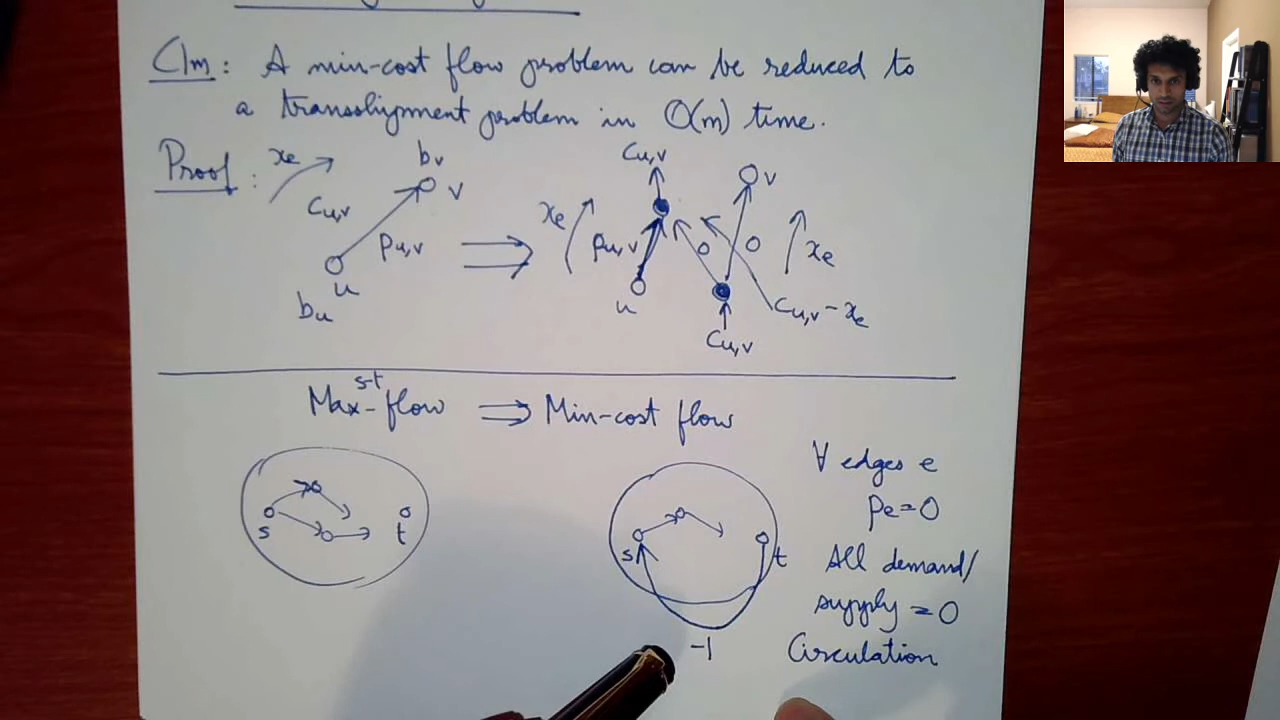 Clm: A min-cost flow problem can be reduced to
a transshipment problem in O(m) time.
Proof:
xe
bv
Cu,v
v
pu,v
u
bu
Cu,v
v
xe
pu,v
0
0
xe
u
Cu,v - xe
Cu,v
s-t
Max-flow ⇒ Min-cost flow
s
t
s
t
-1
∀ edges e
pe=0
All demand/
supply = 0
Circulation